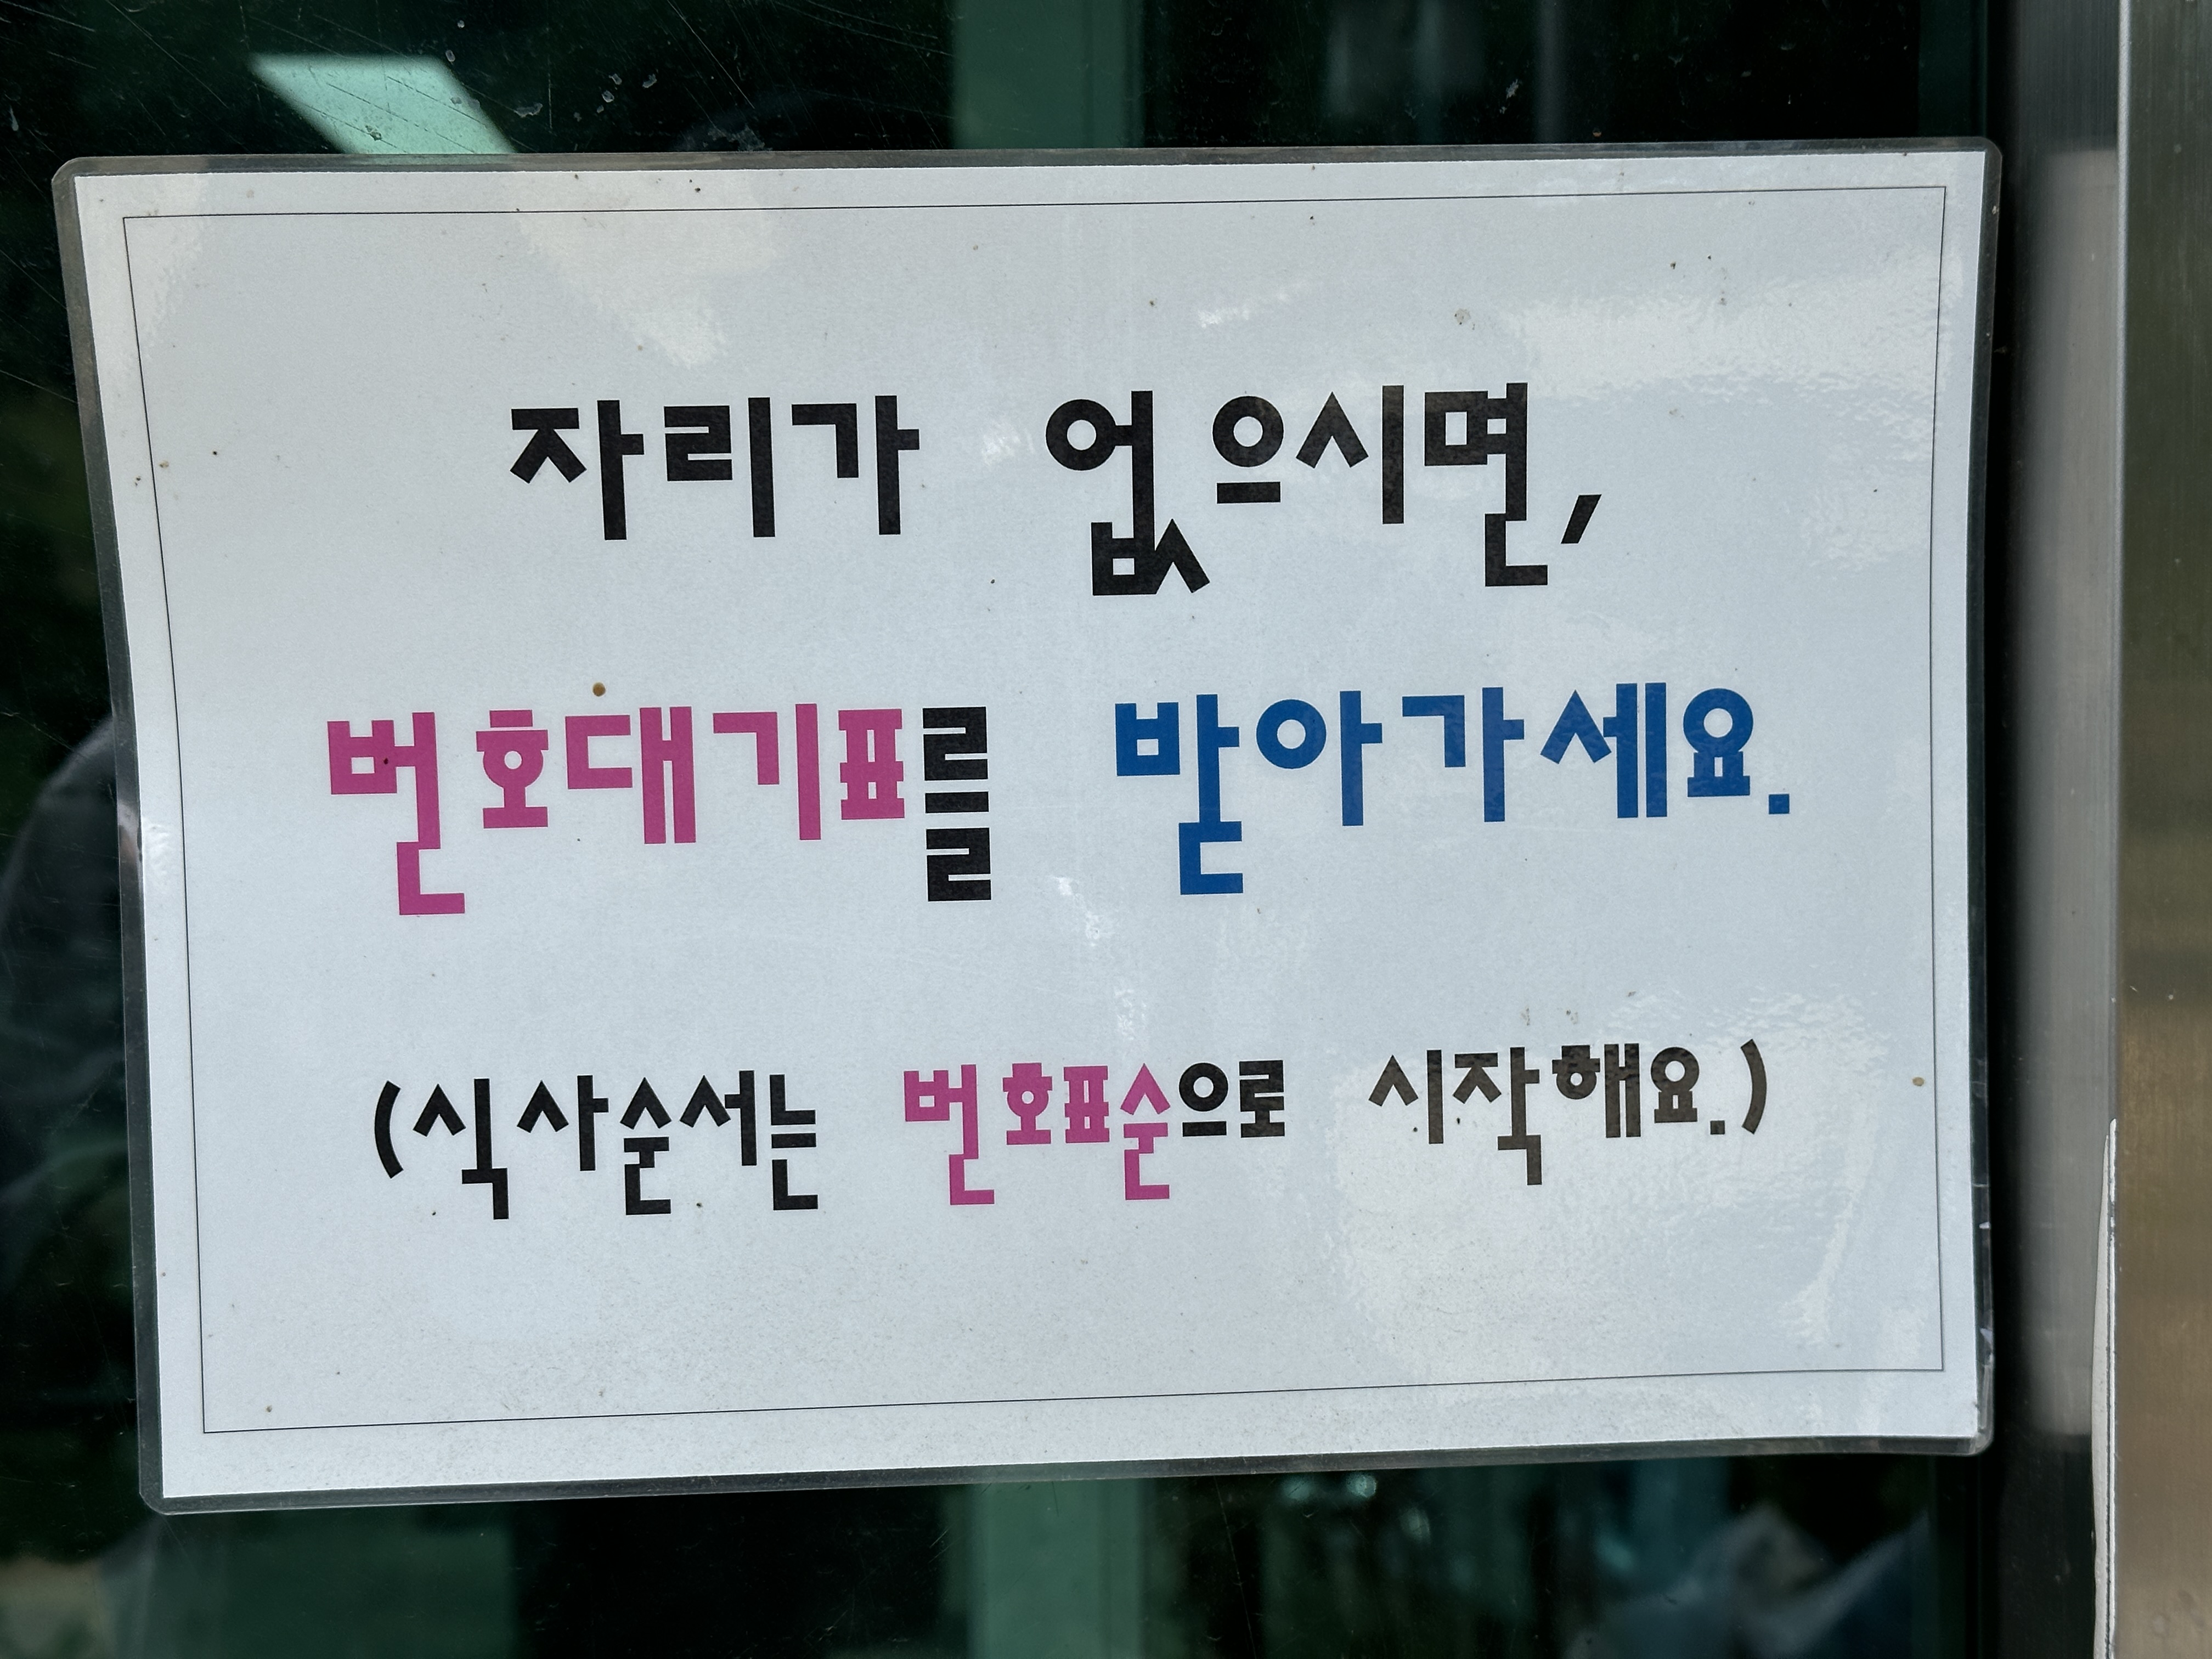 자리가 없으시면,
번호대기표를 받아가세요.
(식사순서는 번호표순으로 시작해요.)